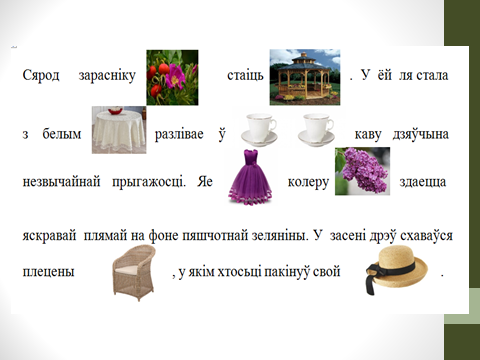 Сярод зарасніку стаіць . У ёй ля стала
з белым разлівае ў каву дзяўчына
незвычайнай прыгажосці. Яе колеру здаецца
яскравай плямай на фоне пяшчотнай зеляніны. У засені дрэў схаваўся
плецены , у якім хтосьці пакінуў свой .